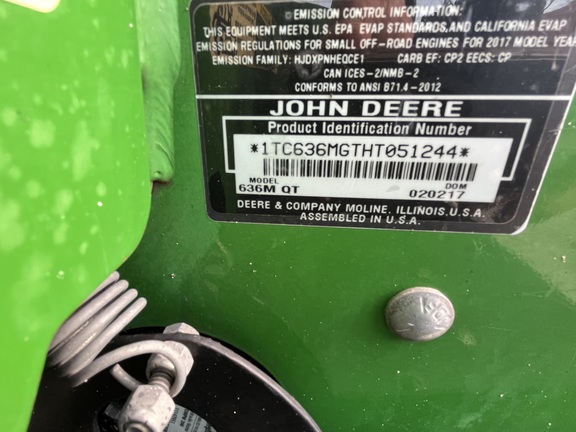 EMISSION CONTROL INFORMATION:
THIS EQUIPMENT MEETS U.S. EPA EVAP STANDARDS,AND CALIFORNIA EVAP
EMISSION REGULATIONS FOR SMALL OFF-ROAD ENGINES FOR 2017 MODEL YEA
EMISSION FAMILY: HJDXPNHEQCE1 CARB EF: CP2 EECS: CP
CAN ICES-2/NMB-2
CONFORMS TO ANSI B71.4-2012
JOHN DEERE
Product Identification Number
*1TC636MGTHT051244*
MODEL DOM
636M QT 020217
DEERE & COMPANY MOLINE, ILLINOIS,U.S.A.
ASSEMBLED IN U.S.A.